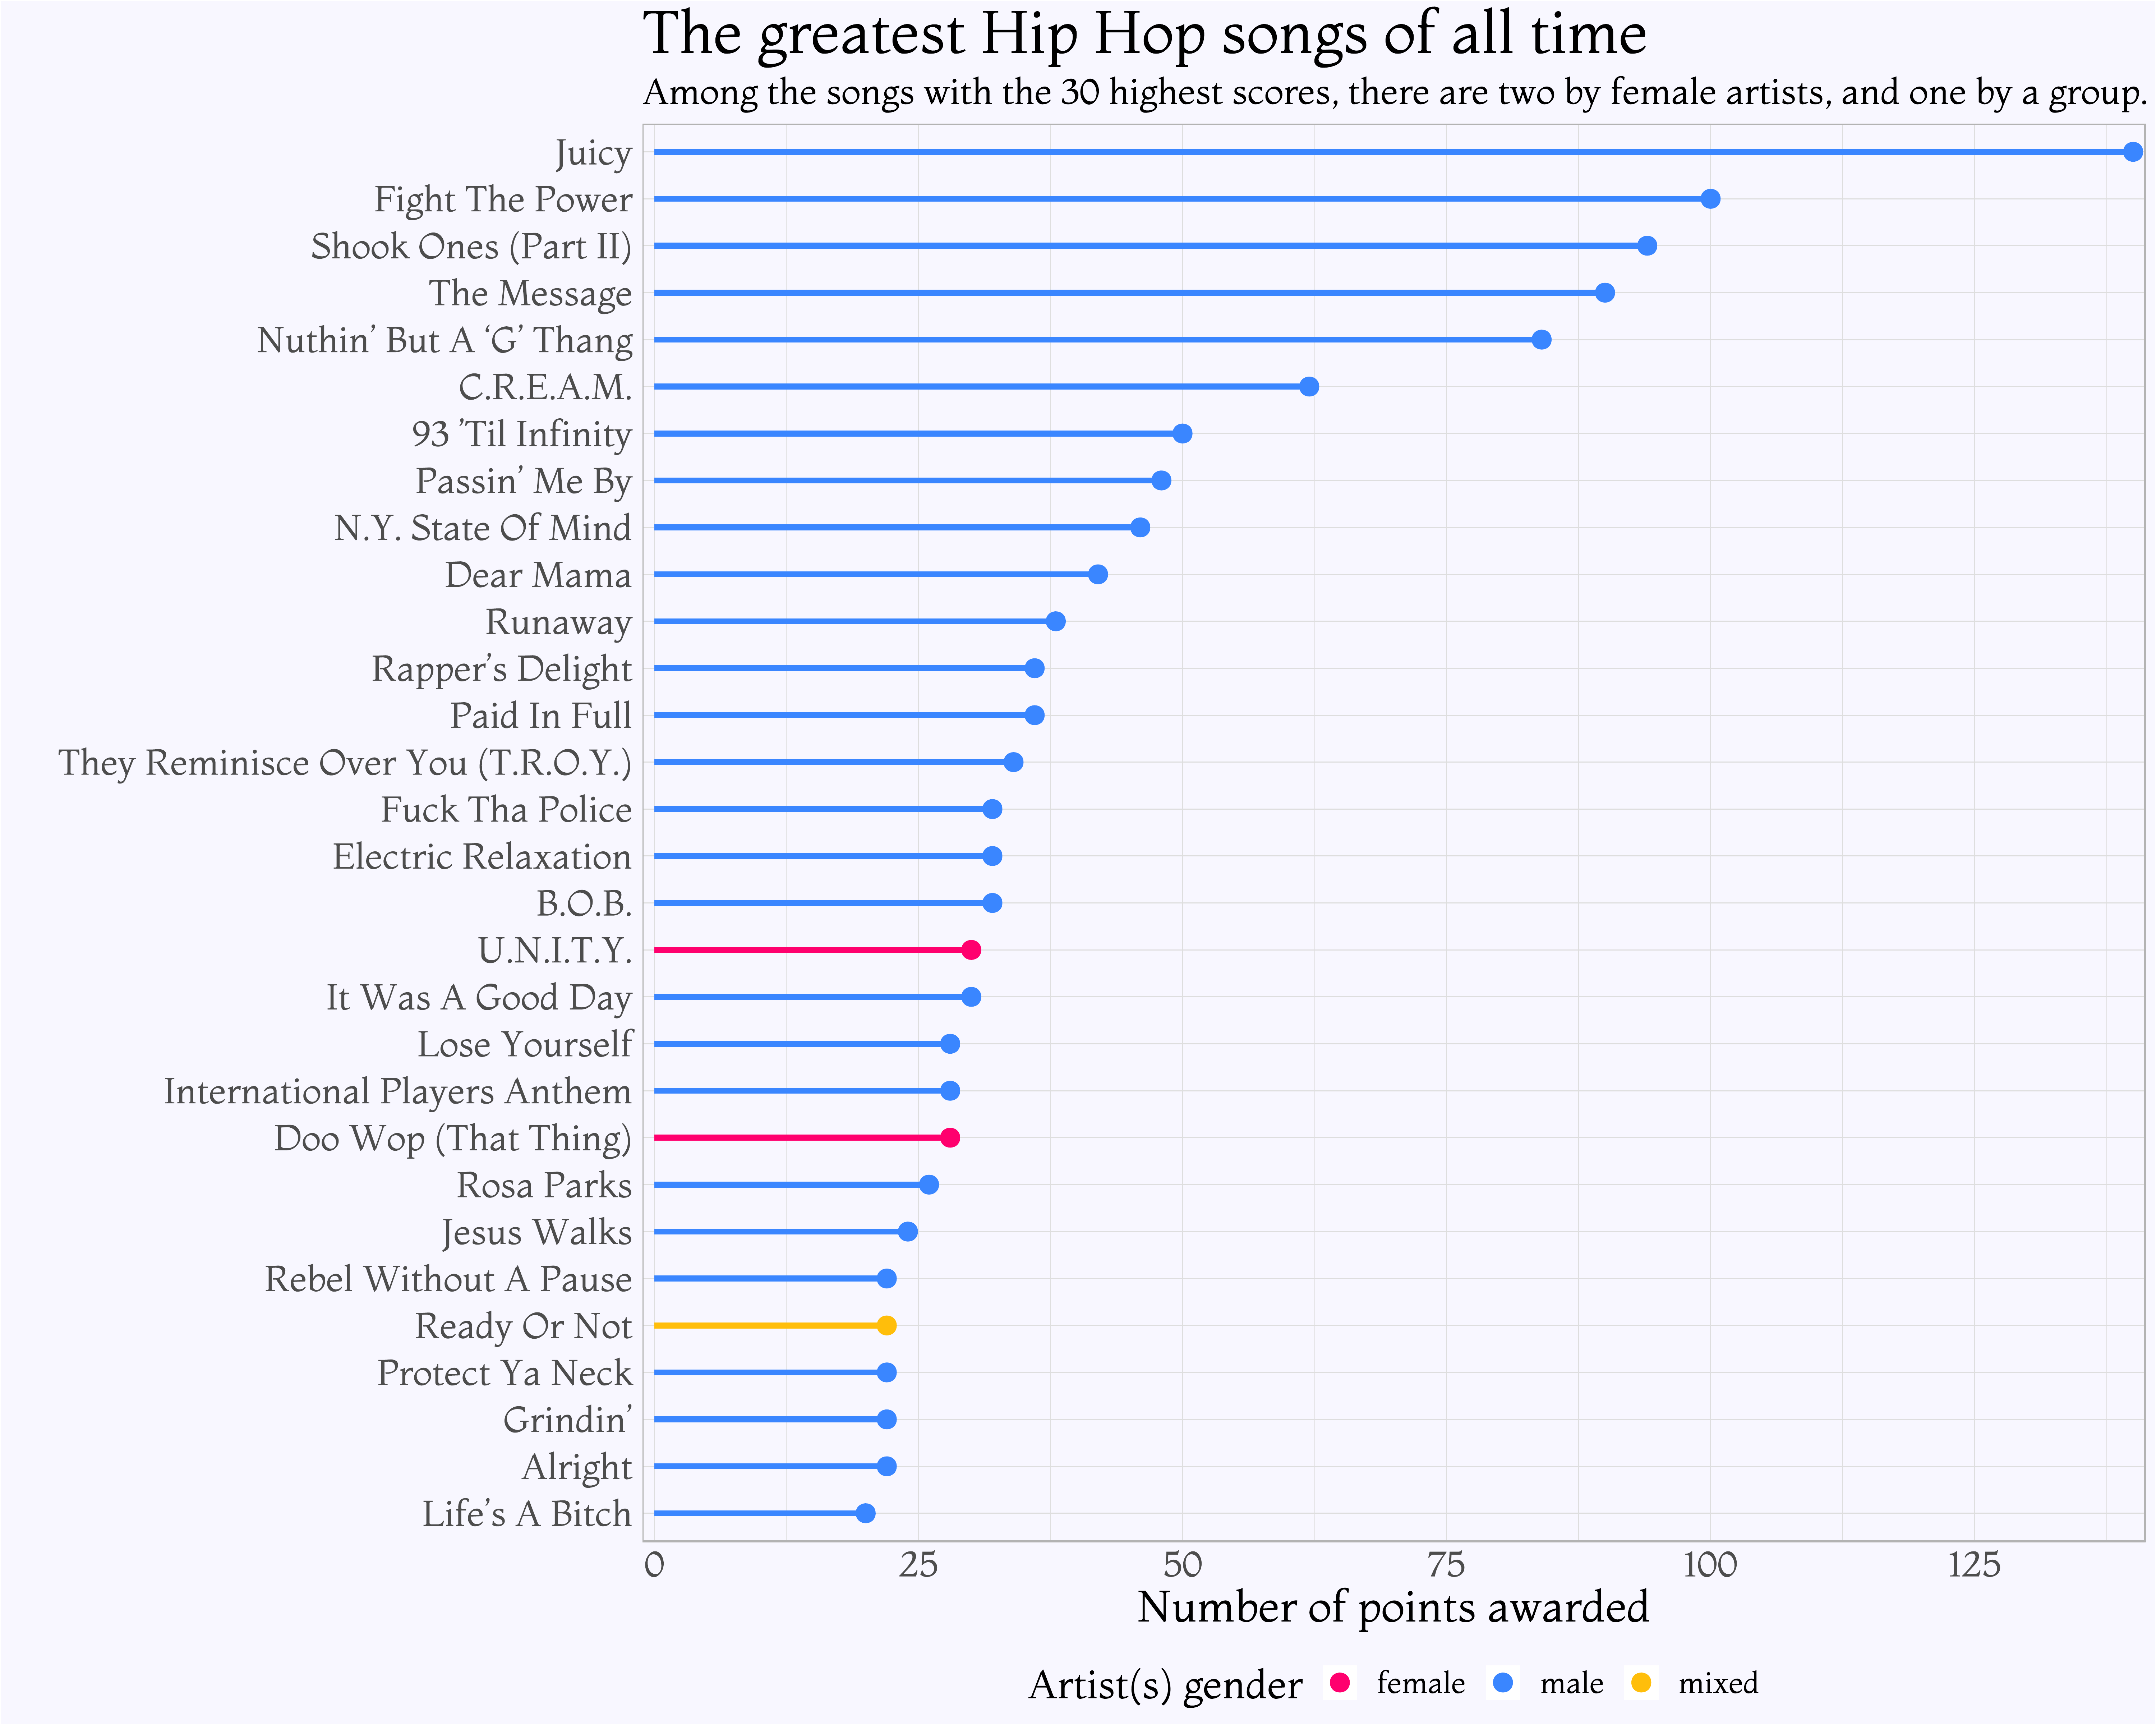 The greatest Hip Hop songs of all time
Among the songs with the 30 highest scores, there are two by female artists, and one by a group.
Juicy
Fight The Power
Shook Ones (Part II)
The Message
Nuthin’ But A ‘G’ Thang
C.R.E.A.M.
93 ’Til Infinity
Passin’ Me By
N.Y. State Of Mind
Dear Mama
Runaway
Rapper’s Delight
Paid In Full
They Reminisce Over You (T.R.O.Y.)
Fuck Tha Police
Electric Relaxation
B.O.B.
U.N.I.T.Y.
It Was A Good Day
Lose Yourself
International Players Anthem
Doo Wop (That Thing)
Rosa Parks
Jesus Walks
Rebel Without A Pause
Ready Or Not
Protect Ya Neck
Grindin’
Alright
Life’s A Bitch
0 25 50 75 100 125
Number of points awarded
Artist(s) gender female male mixed